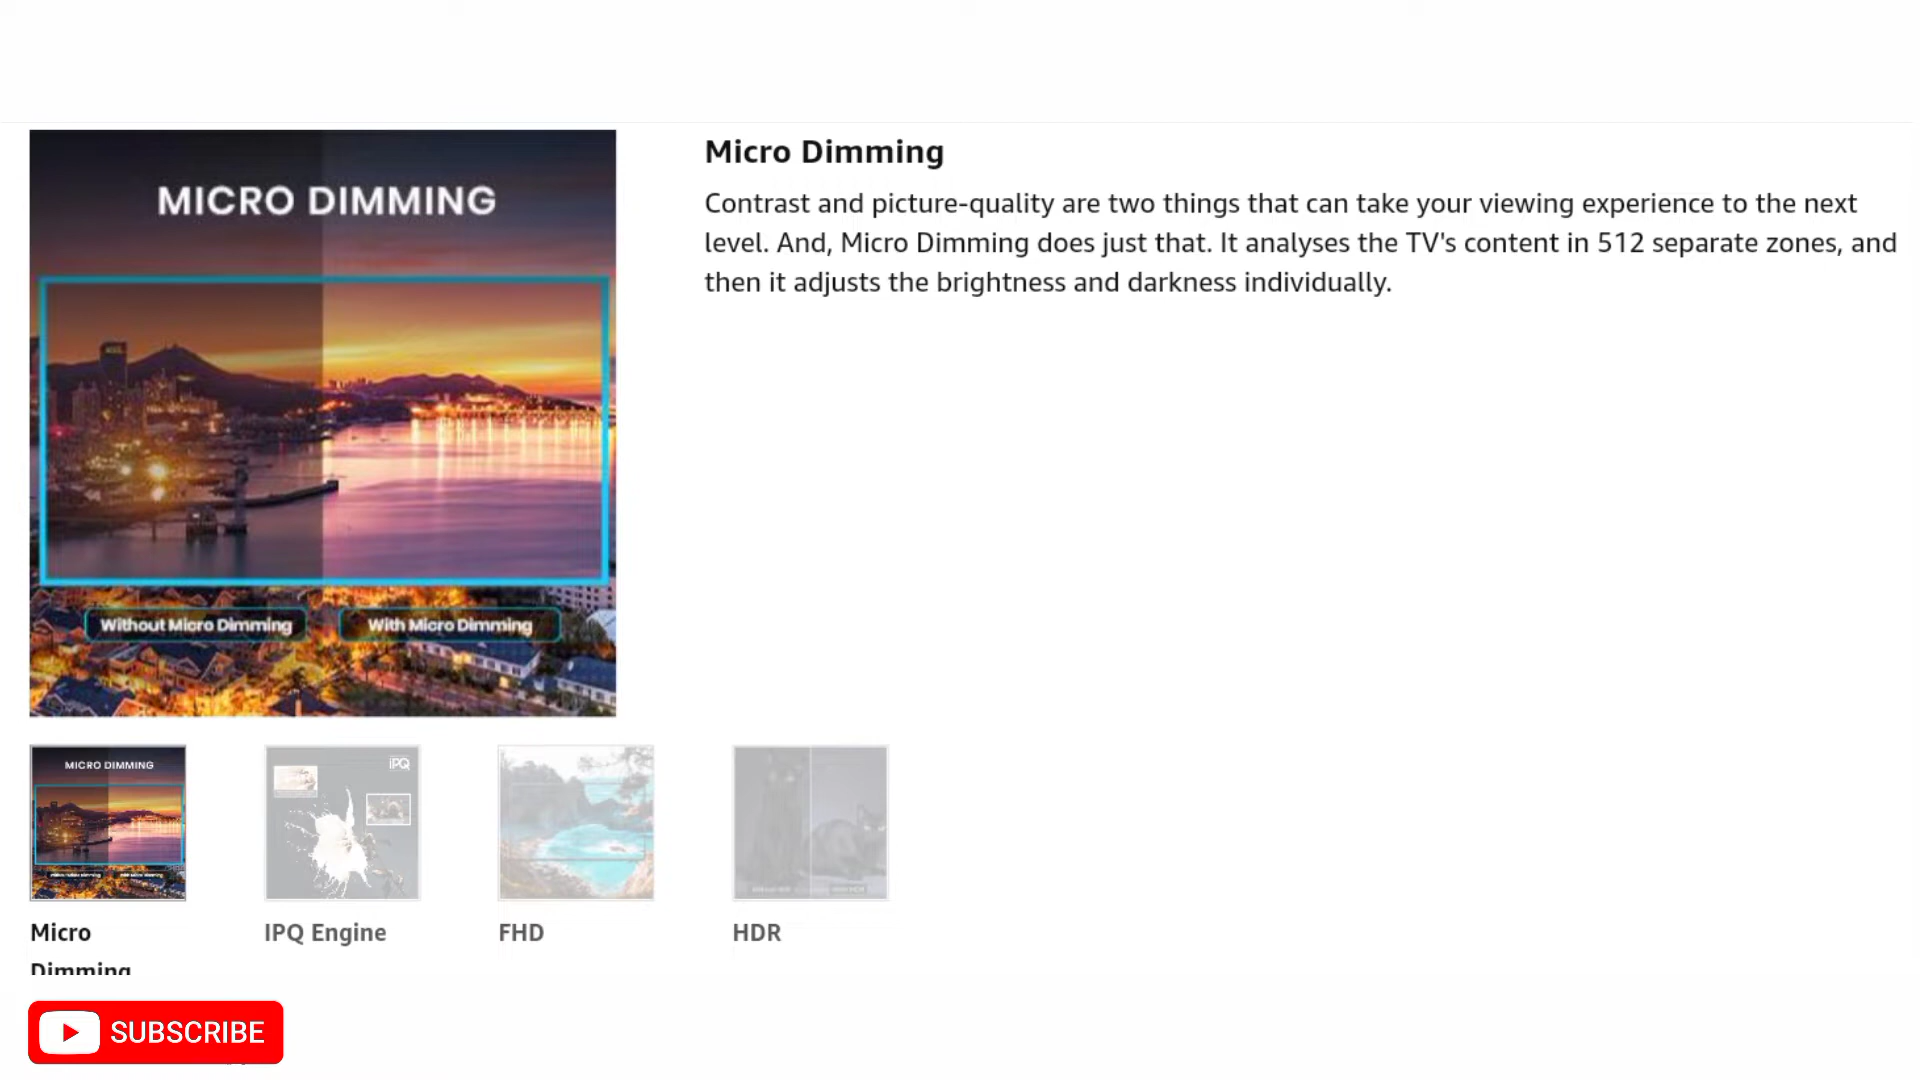 MICRO DIMMING
Without Micro Dimming
With Micro Dimming
Micro Dimming
Contrast and picture-quality are two things that can take your viewing experience to the next
level. And, Micro Dimming does just that. It analyses the TV's content in 512 separate zones, and
then it adjusts the brightness and darkness individually.
MICRO DIMMING
iPQ
Micro
Dimming
IPQ Engine
FHD
HDR
SUBSCRIBE